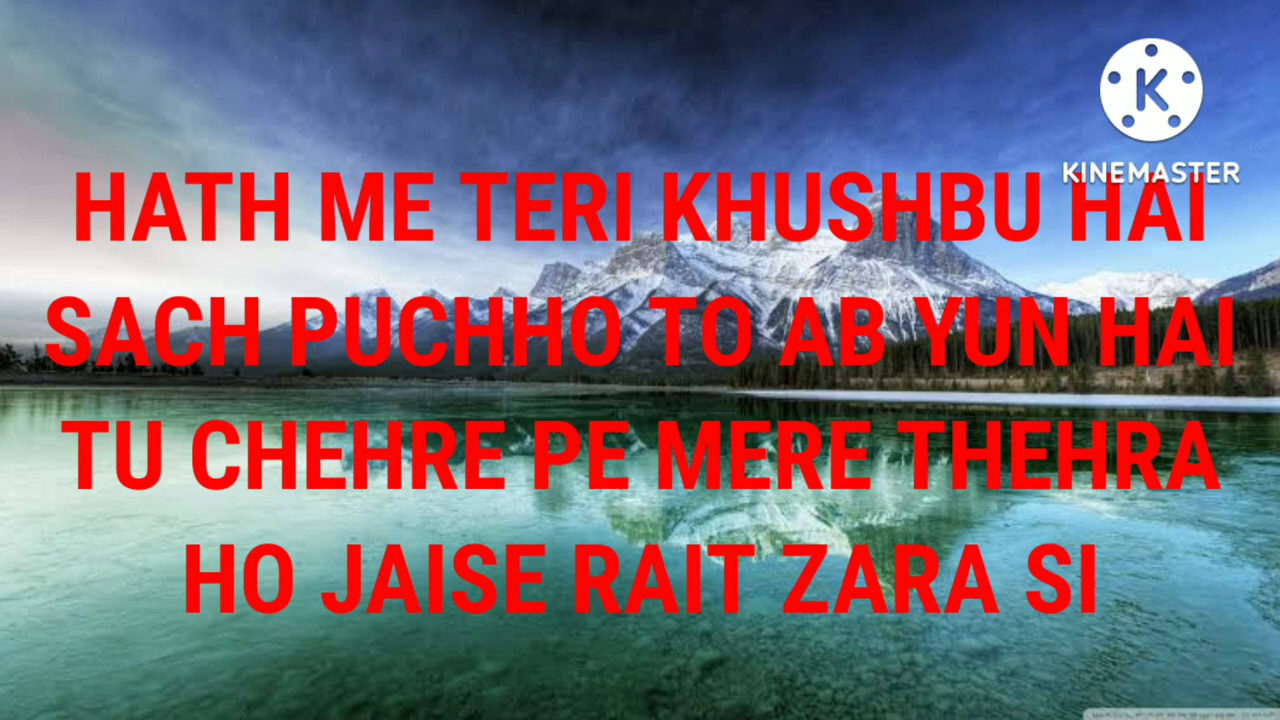 KINEMASTER
HATH ME TERI KHUSHBU HAI
SACH PUCHHO TO AB YUN HAI
TU CHEHRE PE MERE THEHRA
HO JAISE RAIT ZARA SI